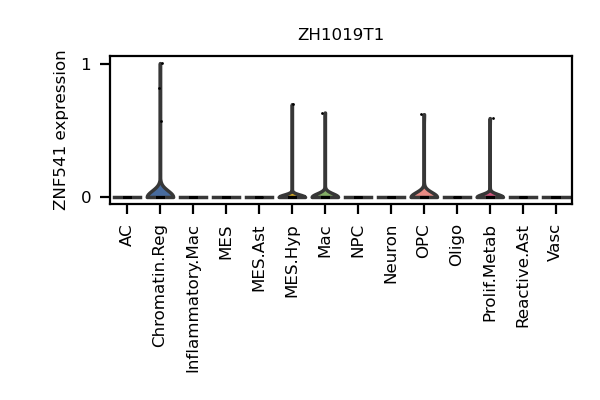 ZH1019T1
ZNF541 expression
1
0
AC
Chromatin.Reg
Inflammatory.Mac
MES
MES.Ast
MES.Hyp
Mac
NPC
Neuron
OPC
Oligo
Prolif.Metab
Reactive.Ast
Vasc